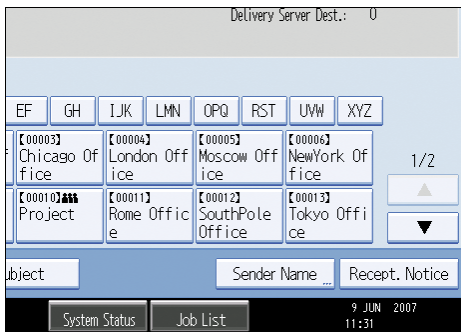 Delivery Server Dest.: 0
EF GH IJK LMN OPQ RST UVW XYZ
【00003】 【00004】 【00005】 【00006】
Chicago Of London Off Moscow Off NewYork Of
fice ice ice fice
1/2
【00010】 【00011】 【00012】 【00013】
Project Rome Offic SouthPole Tokyo Offi
e Office ce
ubject Sender Name ... Recept. Notice
System Status Job List 9 JUN 2007
11:31